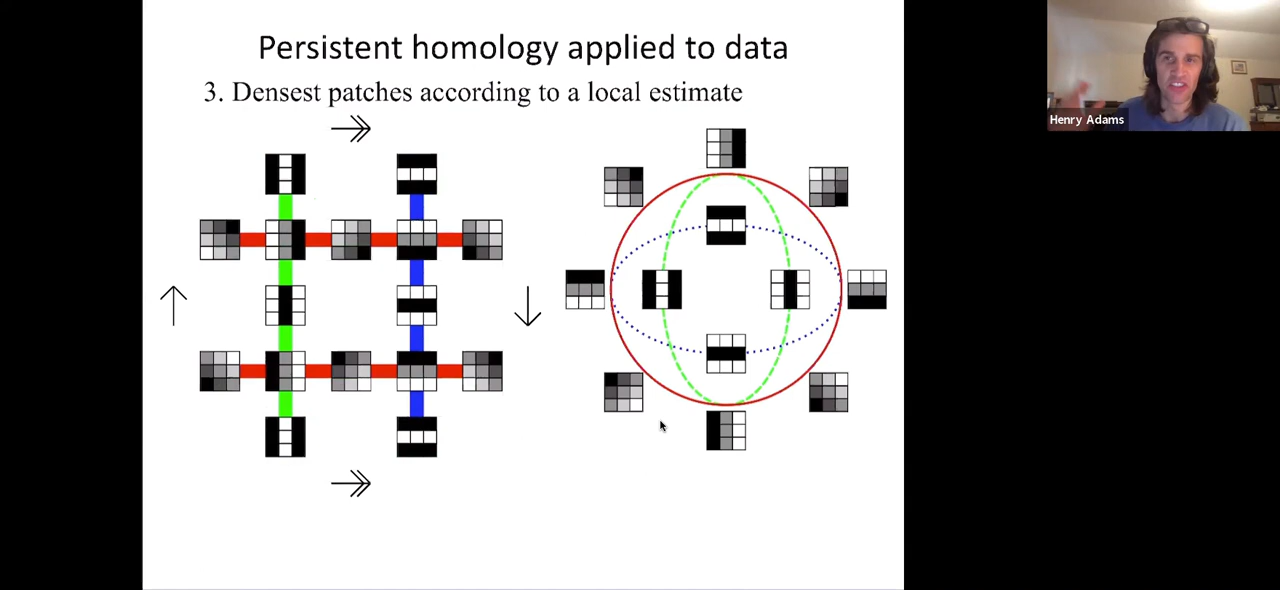 Persistent homology applied to data
3. Densest patches according to a local estimate
Henry Adams